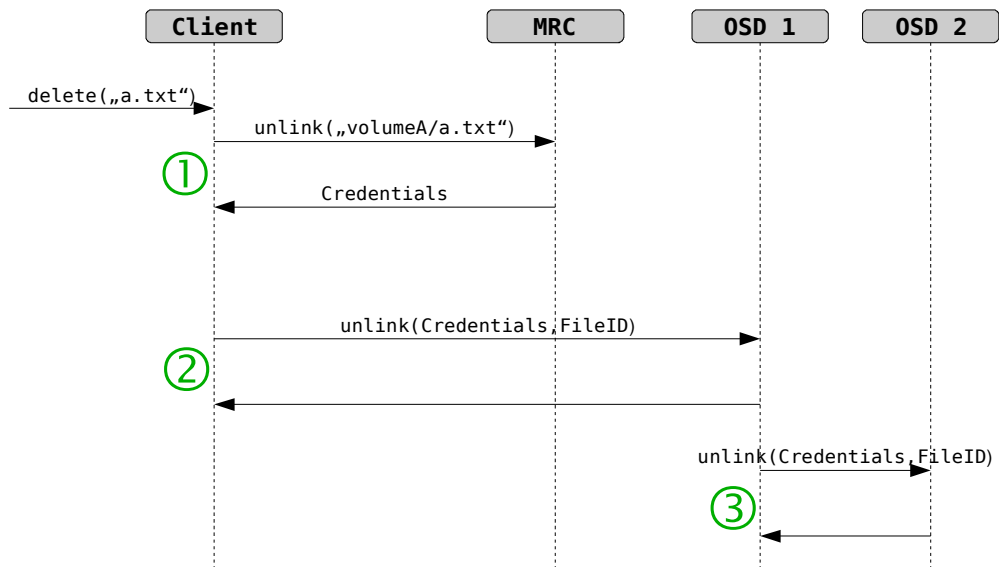 Client MRC OSD 1 OSD 2
delete(„a.txt“)
unlink(„volumeA/a.txt“)
1
Credentials
unlink(Credentials,FileID)
2
unlink(Credentials,FileID)
3